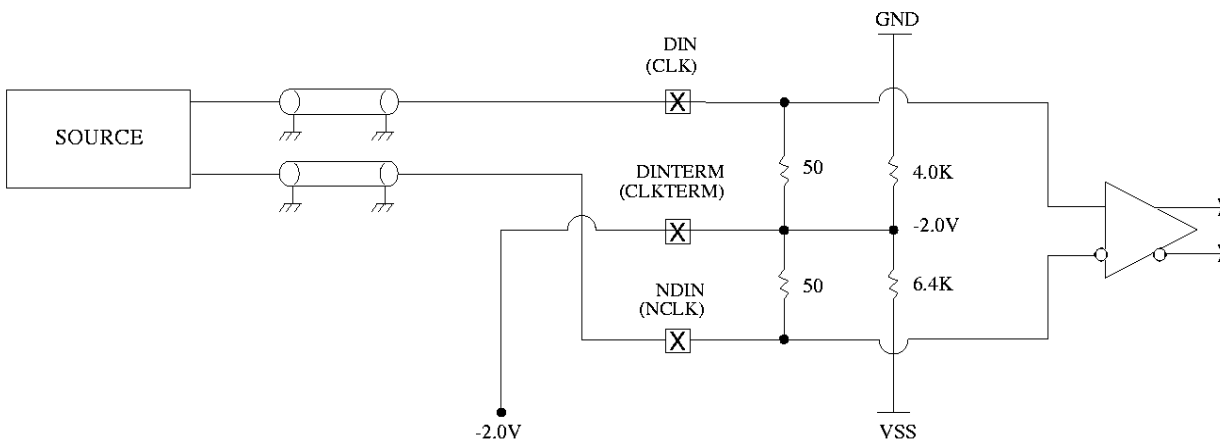 GND
DIN
(CLK)
X
SOURCE
50
4.0K
DINTERM
(CLKTERM)
X
-2.0V
50
6.4K
NDIN
(NCLK)
X
-2.0V
VSS